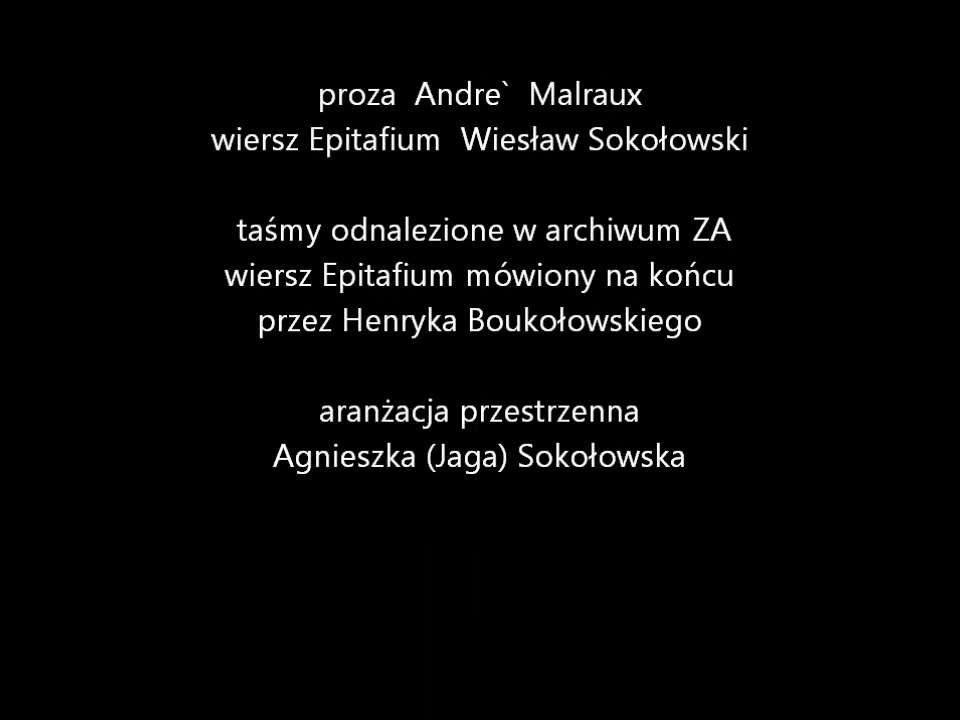 proza Andre` Malraux
wiersz Epitafium Wiesław Sokołowski
taśmy odnalezione w archiwum ZA
wiersz Epitafium mówiony na końcu
przez Henryka Boukołowskiego
aranżacja przestrzenna
Agnieszka (Jaga) Sokołowska